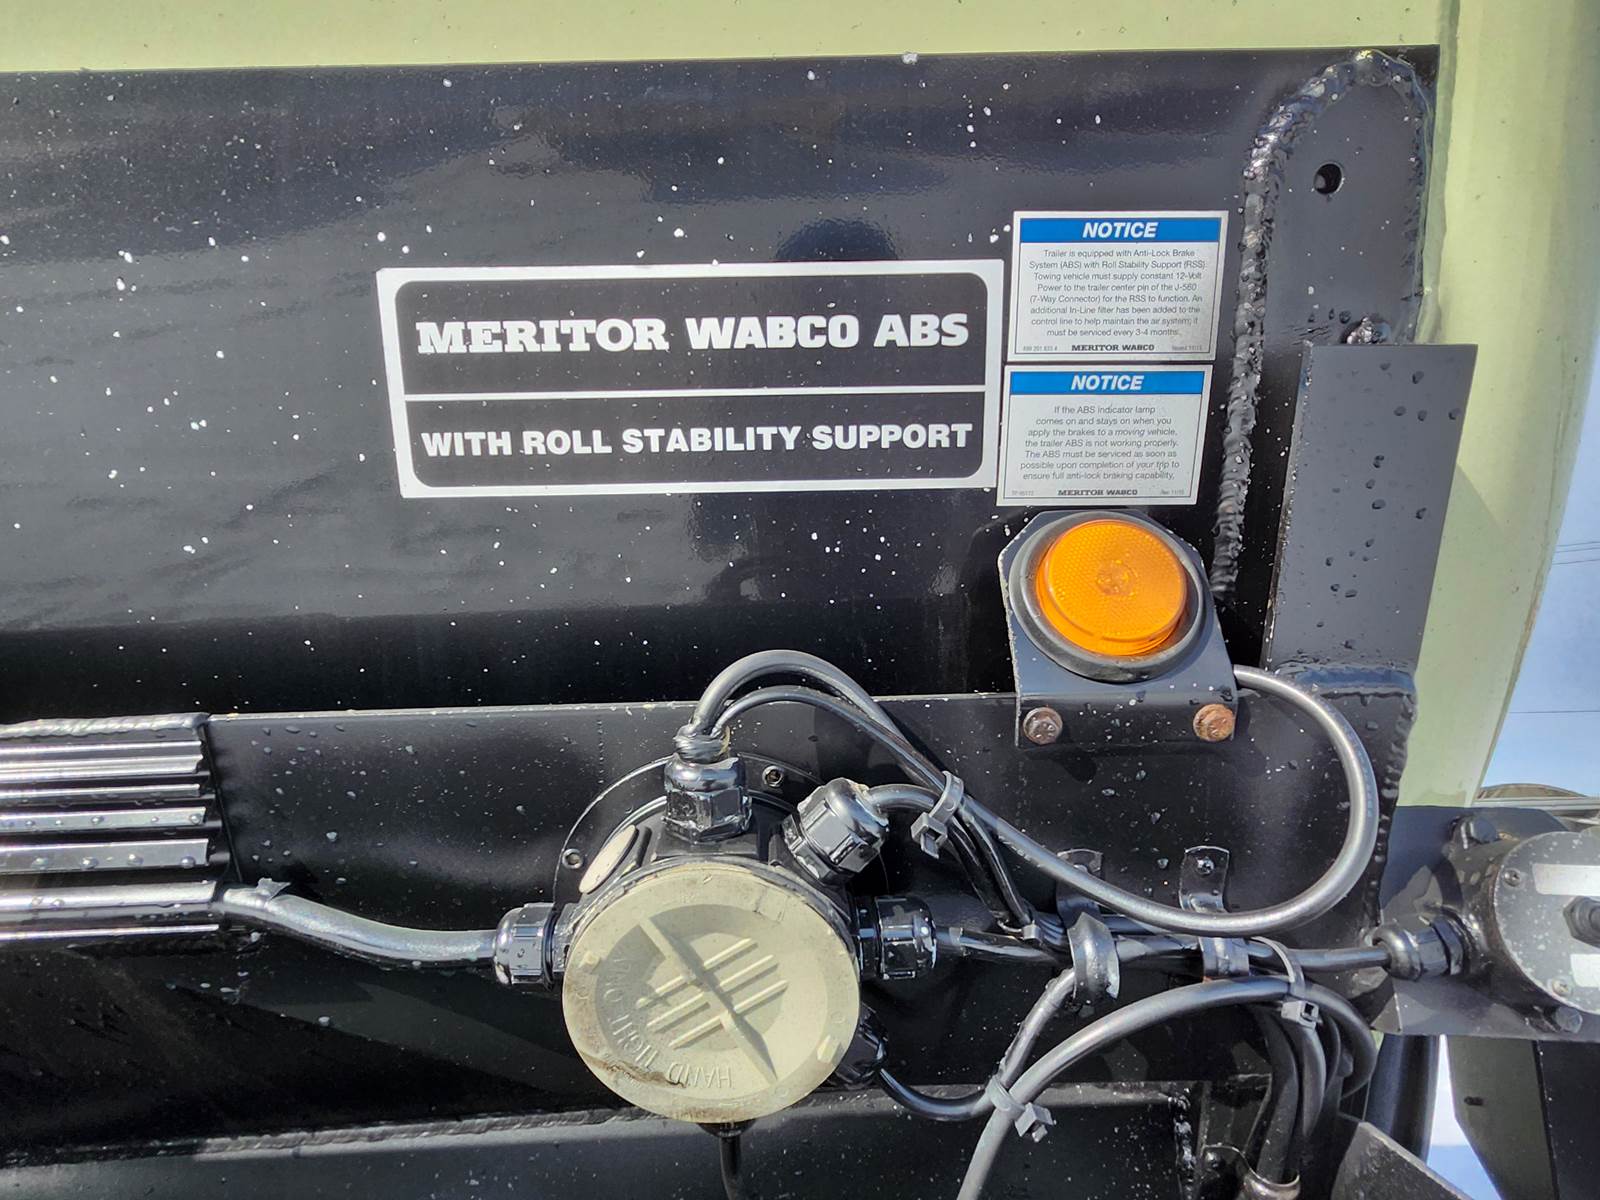 MERITOR WABCO ABS
WITH ROLL STABILITY SUPPORT
NOTICE
Trailer is equipped with Anti-Lock Brake
System (ABS) with Roll Stability Support (RSS).
Towing vehicle must supply constant 12-Volt
Power to the trailer center pin of the J-560
(7-Way Connector) for the RSS to function. An
additional In-Line filter has been added to the
control line to help maintain the air system; it
must be serviced every 3-4 months.
MERITOR WABCO
NOTICE
If the ABS indicator lamp
comes on and stays on when you
apply the brakes to a moving vehicle,
the trailer ABS is not working properly.
The ABS must be serviced as soon as
possible upon completion of your trip to
ensure full anti-lock braking capability.
MERITOR WABCO
HAND TIGHT ONLY